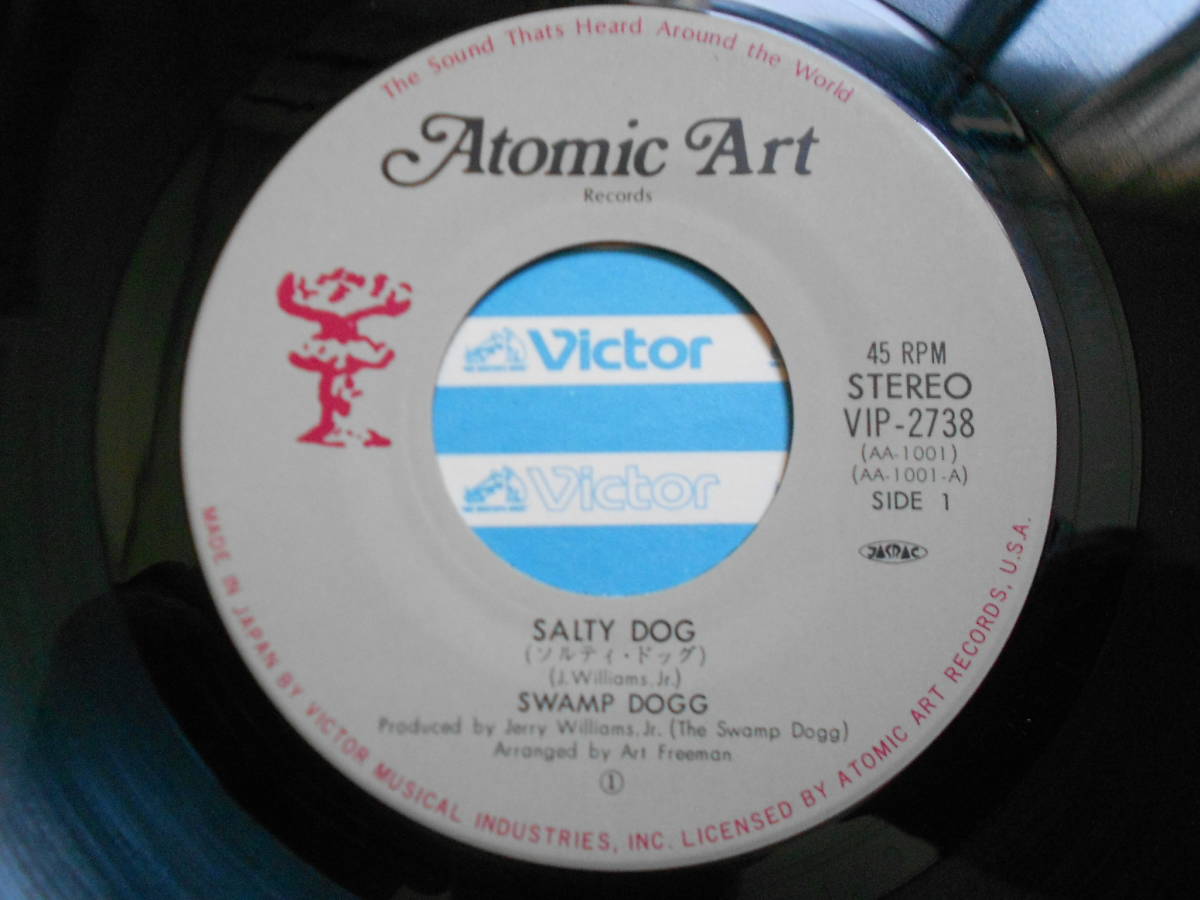 The Sound Thats Heard Around the World
Atomic Art
Records
Victor
Victor
45 RPM
STEREO
VIP-2738
(AA-1001)
(AA-1001-A)
SIDE 1
JASRAC
SALTY DOG
(ソルティ・ドッグ)
(J. Williams. Jr.)
SWAMP DOGG
Produced by Jerry Williams. Jr. (The Swamp Dogg)
Arranged by Art Freeman
①
MADE IN JAPAN BY VICTOR MUSICAL INDUSTRIES, INC. LICENSED BY ATOMIC ART RECORDS, U.S.A.